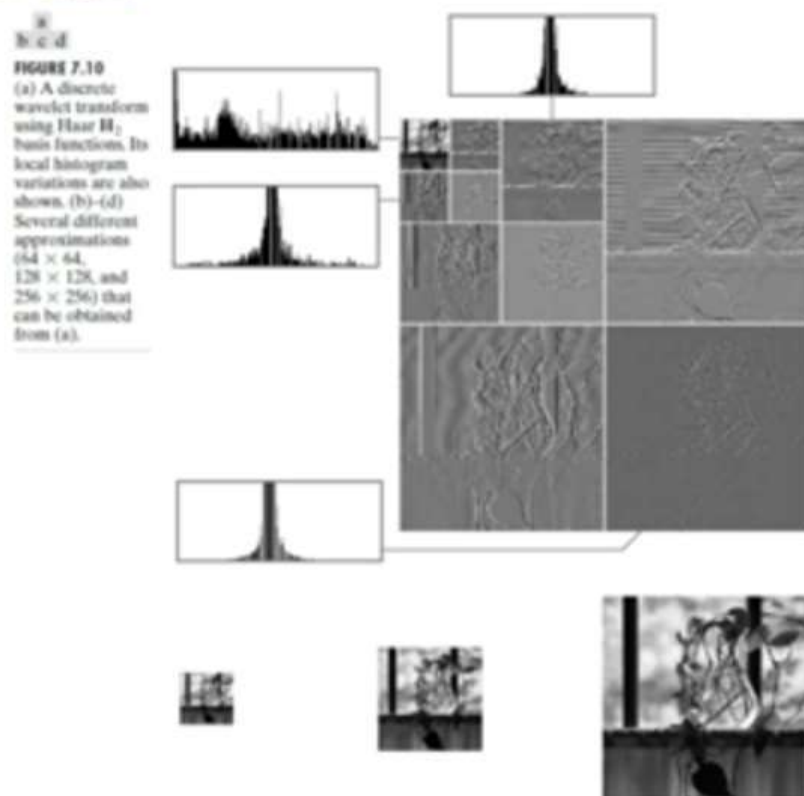 a
b c d
FIGURE 7.10
(a) A discrete
wavelet transform
using Haar H₂
basis functions. Its
local histogram
variations are also
shown. (b)–(d)
Several different
approximations
(64 × 64,
128 × 128, and
256 × 256) that
can be obtained
from (a).